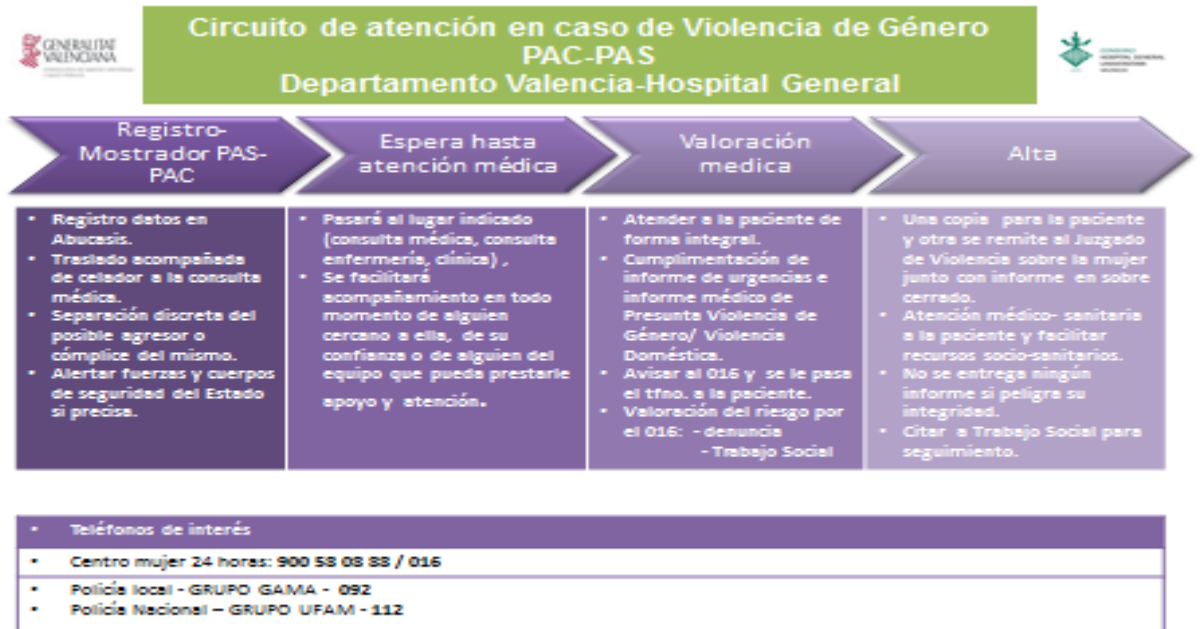 Circuito de atención en caso de Violencia de Género
PAC-PAS
Departamento Valencia-Hospital General
GENERALITAT
VALENCIANA
CONSORCI
HOSPITAL GENERAL
UNIVERSITARI
VALENCIA
Registro-
Mostrador PAS-
PAC
Espera hasta
atención médica
Valoración
medica
Alta
• Registro datos en
Abucasis.
• Traslado acompañada
de celador a la consulta
médica.
• Separación discreta del
posible agresor o
cómplice del mismo.
• Alertar fuerzas y cuerpos
de seguridad del Estado
si precisa.
• Pasará al lugar indicado
(consulta médica, consulta
enfermería, clínica) ,
• Se facilitará
acompañamiento en todo
momento de alguien
cercano a ella, de su
confianza o de alguien del
equipo que pueda prestarle
apoyo y atención.
• Atender a la paciente de
forma integral.
• Cumplimentación de
informe de urgencias e
informe médico de
Presunta Violencia de
Género/ Violencia
Doméstica.
• Avisar al 016 y se le pasa
el tfno. a la paciente.
• Valoración del riesgo por
el 016: - denuncia
- Trabajo Social
• Una copia para la paciente
y otra se remite al Juzgado
de Violencia sobre la mujer
junto con informe en sobre
cerrado.
• Atención médico- sanitaria
a la paciente y facilitar
recursos socio-sanitarios.
• No se entrega ningún
informe si peligra su
integridad.
• Citar a Trabajo Social para
seguimiento.
• Teléfonos de interés
• Centro mujer 24 horas: 900 58 08 88 / 016
• Policía local - GRUPO GAMA - 092
• Policía Nacional – GRUPO UFAM - 112